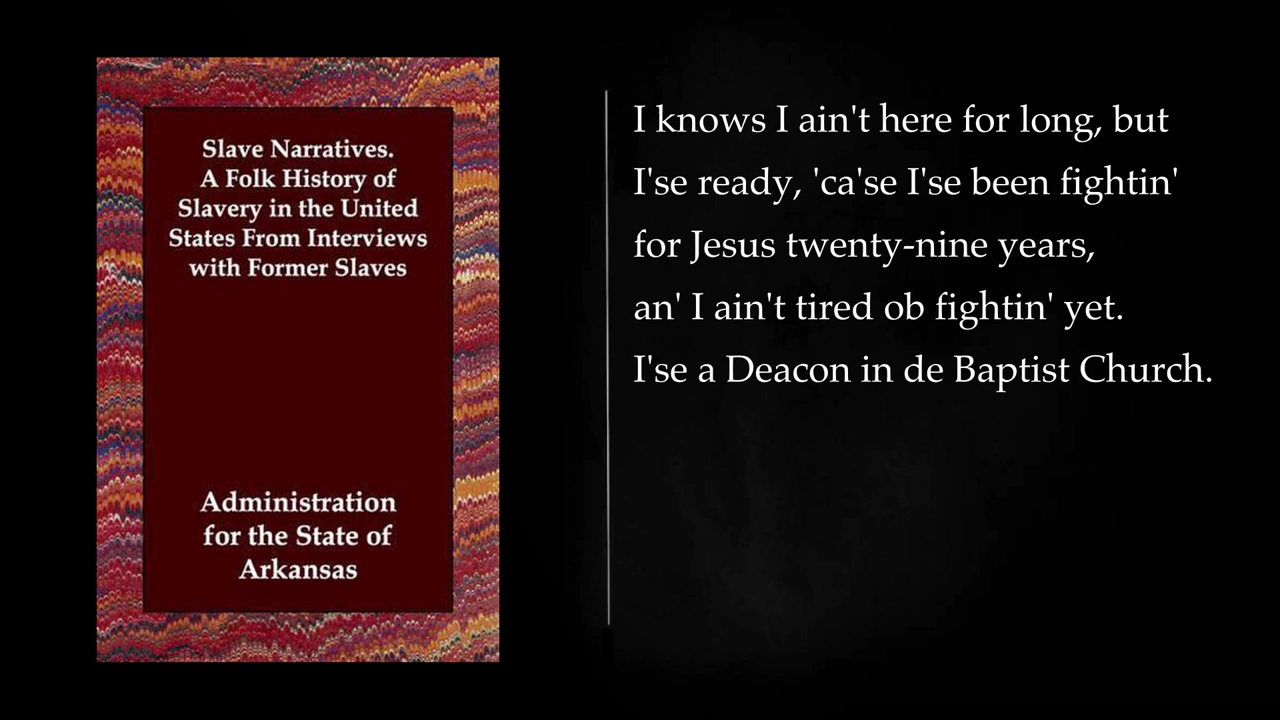 Slave Narratives.
A Folk History of
Slavery in the United
States From Interviews
with Former Slaves
Administration
for the State of
Arkansas
I knows I ain't here for long, but
I'se ready, 'ca'se I'se been fightin'
for Jesus twenty-nine years,
an' I ain't tired ob fightin' yet.
I'se a Deacon in de Baptist Church.